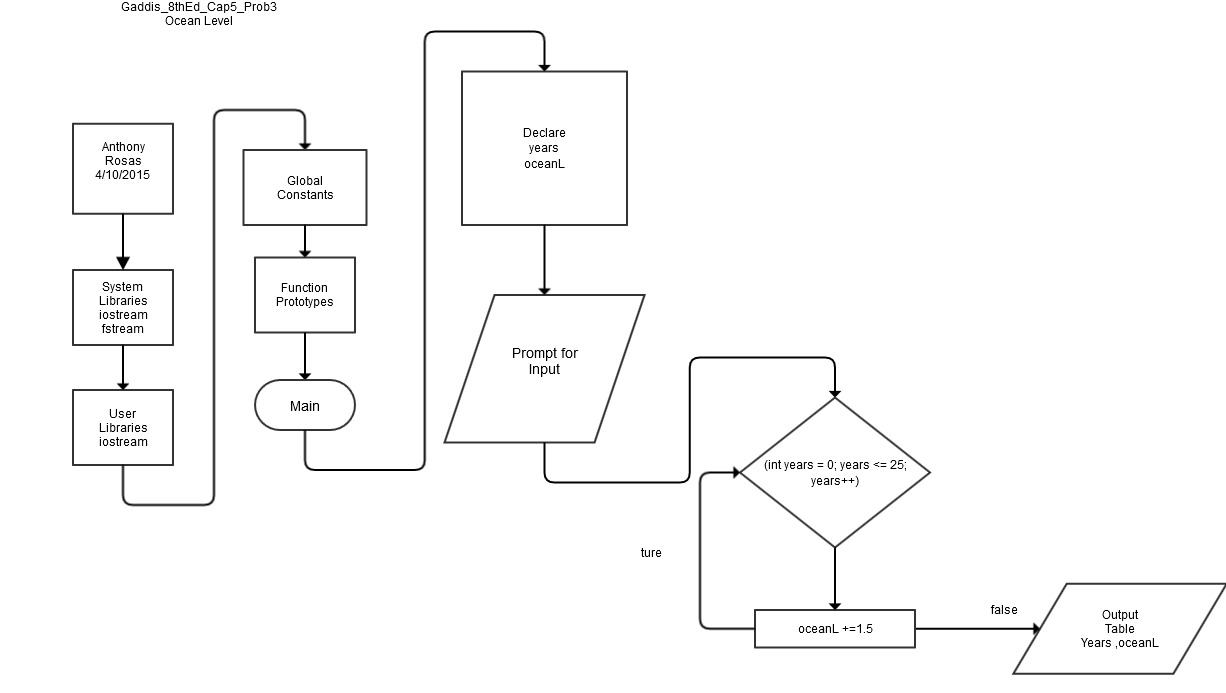 Gaddis_8thEd_Cap5_Prob3
Ocean Level
Anthony
Rosas
4/10/2015
System
Libraries
iostream
fstream
User
Libraries
iostream
Global
Constants
Function
Prototypes
Main
Declare
years
oceanL
Prompt for
Input
(int years = 0; years <= 25;
years++)
ture
oceanL +=1.5
false
Output
Table
Years ,oceanL